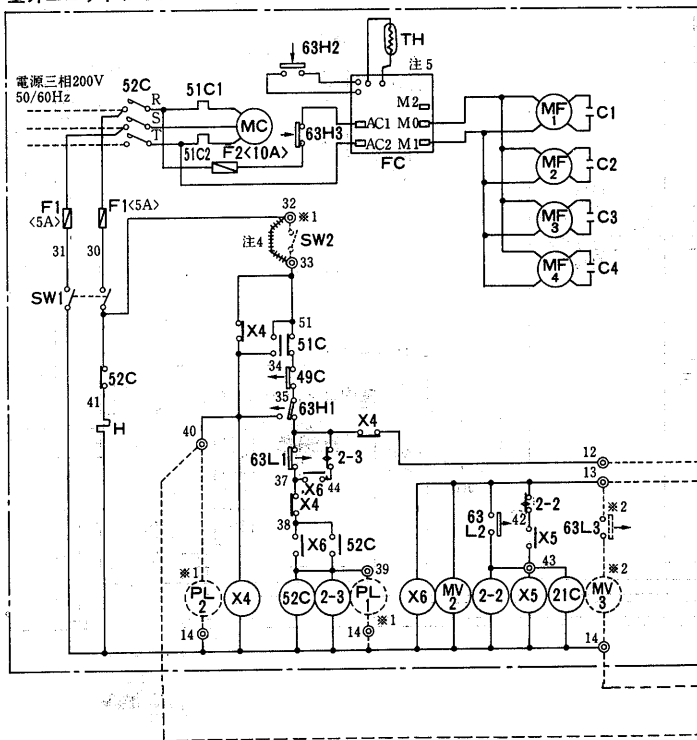 63H2
TH
注5
電源三相200V
50/60Hz
52C
R
S
T
51C1
MC
51C2
F2<10A>
63H3
M2
AC1 M0
AC2 M1
FC
MF
1
C1
MF
2
C2
MF
3
C3
MF
4
C4
F1
<5A>
F1<5A>
31
30
32
※1
注4
SW2
33
SW1
X4
51
51C
34
49C
52C
41
H
35
63H1
40
X4
12
13
63L1
2-3
37
X6
44
X4
38
X6
52C
39
63
L2
42
2-2
X5
43
※2
63L3
※2
※1
PL
2
X4
52C
2-3
PL
1
※1
X6
MV
2
2-2
X5
21C
MV
3
14
14
14